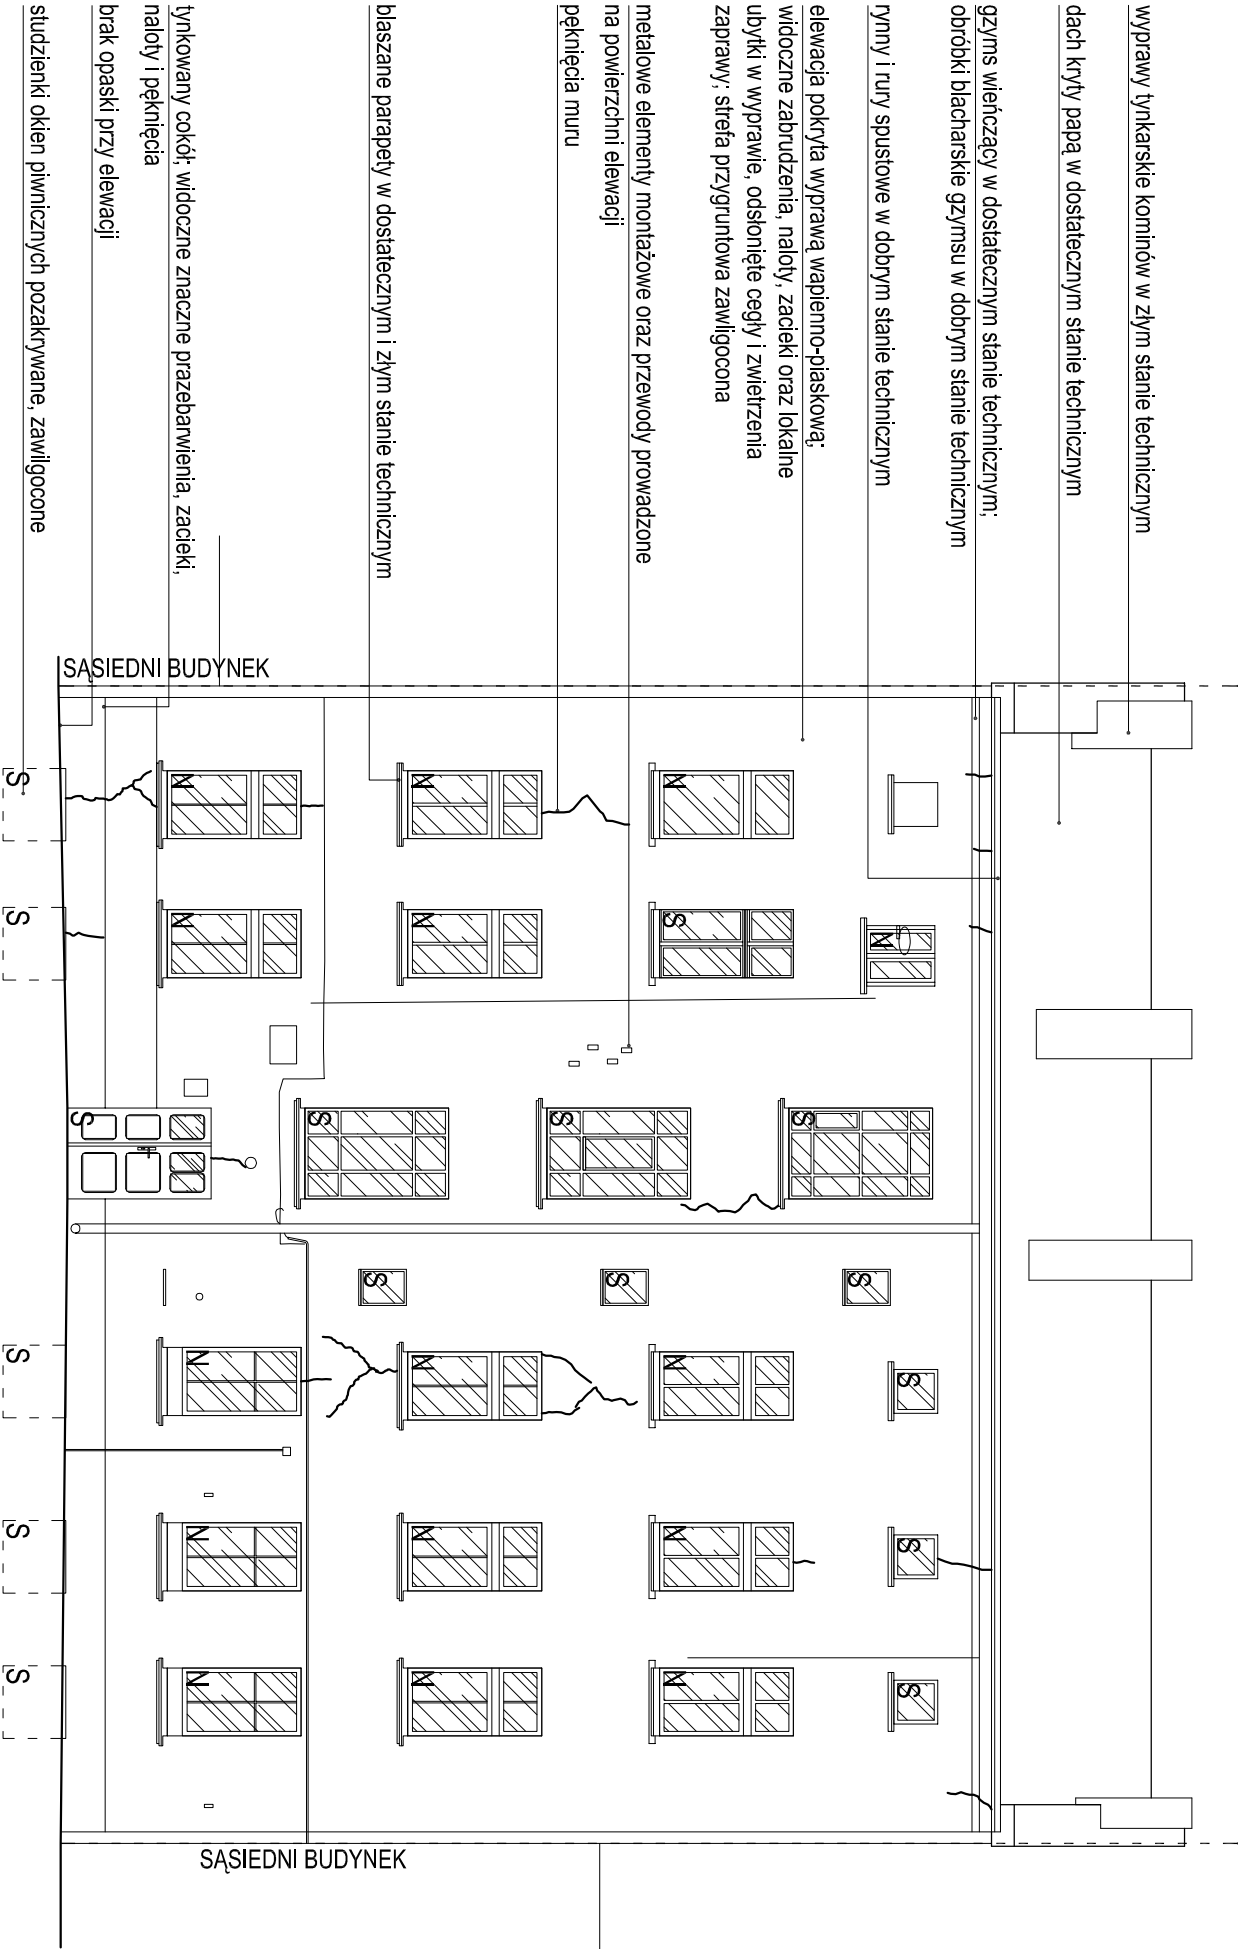 wyprawy tynkarskie kominów w złym stanie technicznym
dach kryty papą w dostatecznym stanie technicznym
gzyms wieńczący w dostatecznym stanie technicznym;
obróbki blacharskie gzymsu w dobrym stanie technicznym
rynny i rury spustowe w dobrym stanie technicznym
elewacja pokryta wyprawą wapienno-piaskową;
widoczne zabrudzenia, naloty, zacieki oraz lokalne
ubytki w wyprawie, odsłonięte cegły i zwietrzenia
zaprawy; strefa przygruntowa zawligocona
metalowe elementy montażowe oraz przewody prowadzone
na powierzchni elewacji
pęknięcia muru
blaszane parapety w dostatecznym i złym stanie technicznym
tynkowany cokół; widoczne znaczne prazebarwienia, zacieki,
naloty i pęknięcia
brak opaski przy elewacji
studzienki okien piwnicznych pozakrywane, zawilgocone
SĄSIEDNI BUDYNEK
SĄSIEDNI BUDYNEK
S S S
S
S
M S M M M
S
S
M M M M M
S
S
M M N N N
S
S S S S S